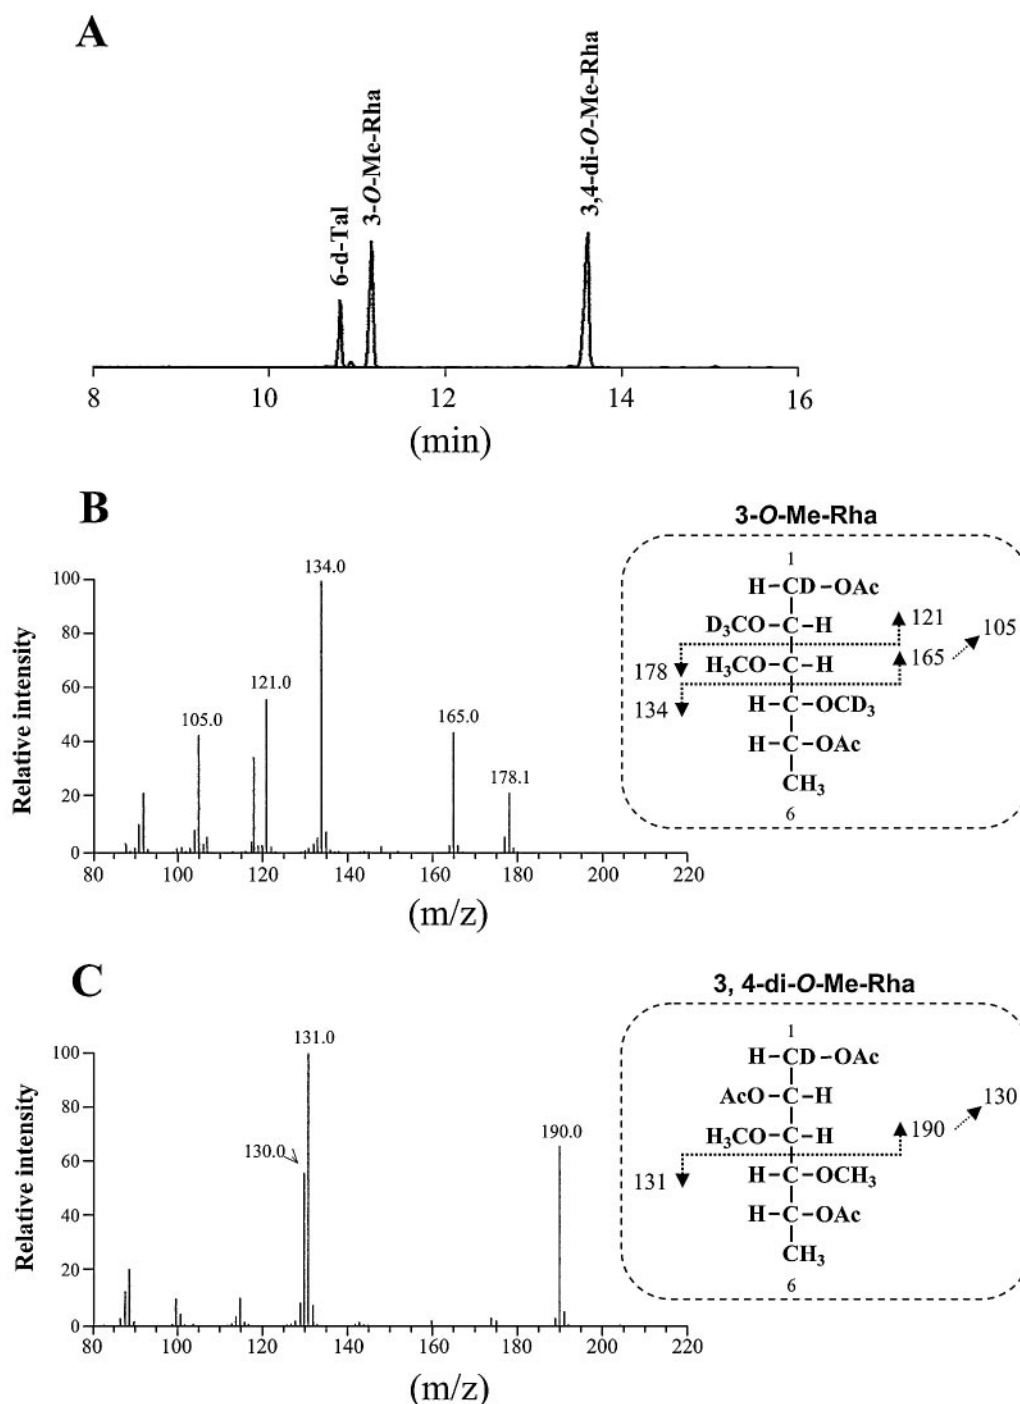 A
6-d-Tal
3-O-Me-Rha
3,4-di-O-Me-Rha
8 10 12 14 16
(min)
B
Relative intensity
100
80
60
40
20
0
105.0
121.0
134.0
165.0
178.1
80 100 120 140 160 180 200 220
(m/z)
3-O-Me-Rha
1
H-CD-OAc
D₃CO-C-H
121
105
178
H₃CO-C-H
165
134
H-C-OCD₃
H-C-OAc
CH₃
6
C
Relative intensity
100
80
60
40
20
0
131.0
130.0
190.0
80 100 120 140 160 180 200 220
(m/z)
3, 4-di-O-Me-Rha
1
H-CD-OAc
AcO-C-H
130
H₃CO-C-H
190
131
H-C-OCH₃
H-C-OAc
CH₃
6